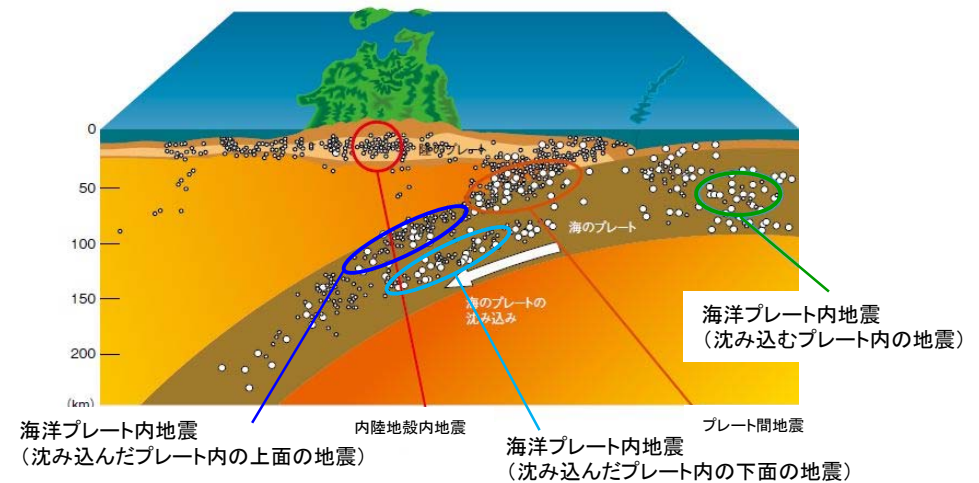 0
陸のプレート
50
海のプレート
100
150
海のプレートの
沈み込み
200
(km)
海洋プレート内地震
（沈み込むプレート内の地震）
海洋プレート内地震
（沈み込んだプレート内の上面の地震）
内陸地殻内地震
海洋プレート内地震
（沈み込んだプレート内の下面の地震）
プレート間地震